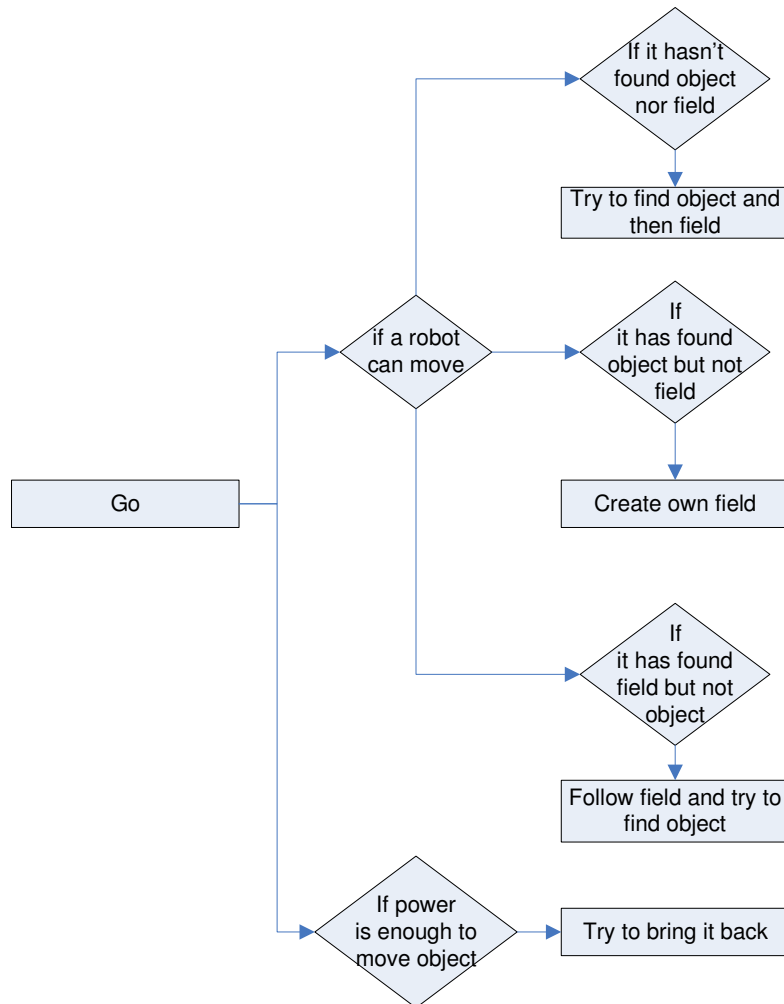 If it hasn't
found object
nor field
Try to find object and
then field
if a robot
can move
If
it has found
object but not
field
Go
Create own field
If
it has found
field but not
object
Follow field and try to
find object
If power
is enough to
move object
Try to bring it back